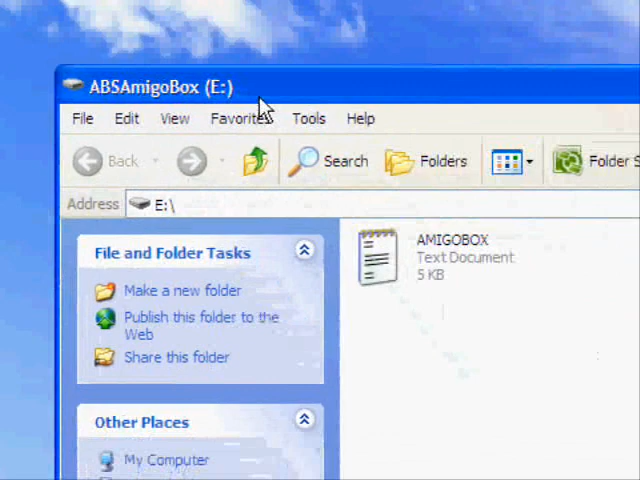 ABSAmigoBox (E:)
File Edit View Favorites Tools Help
Back Search Folders Folder S
Address E:\
File and Folder Tasks
Make a new folder
Publish this folder to the
Web
Share this folder
Other Places
My Computer
AMIGOBOX
Text Document
5 KB